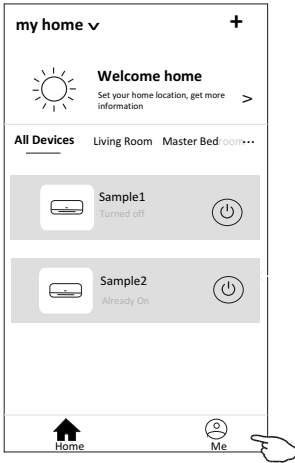 my home
Welcome home
Set your home location, get more
information
All Devices Living Room Master Bedroom...
Sample1
Turned off
Sample2
Already On
Home Me